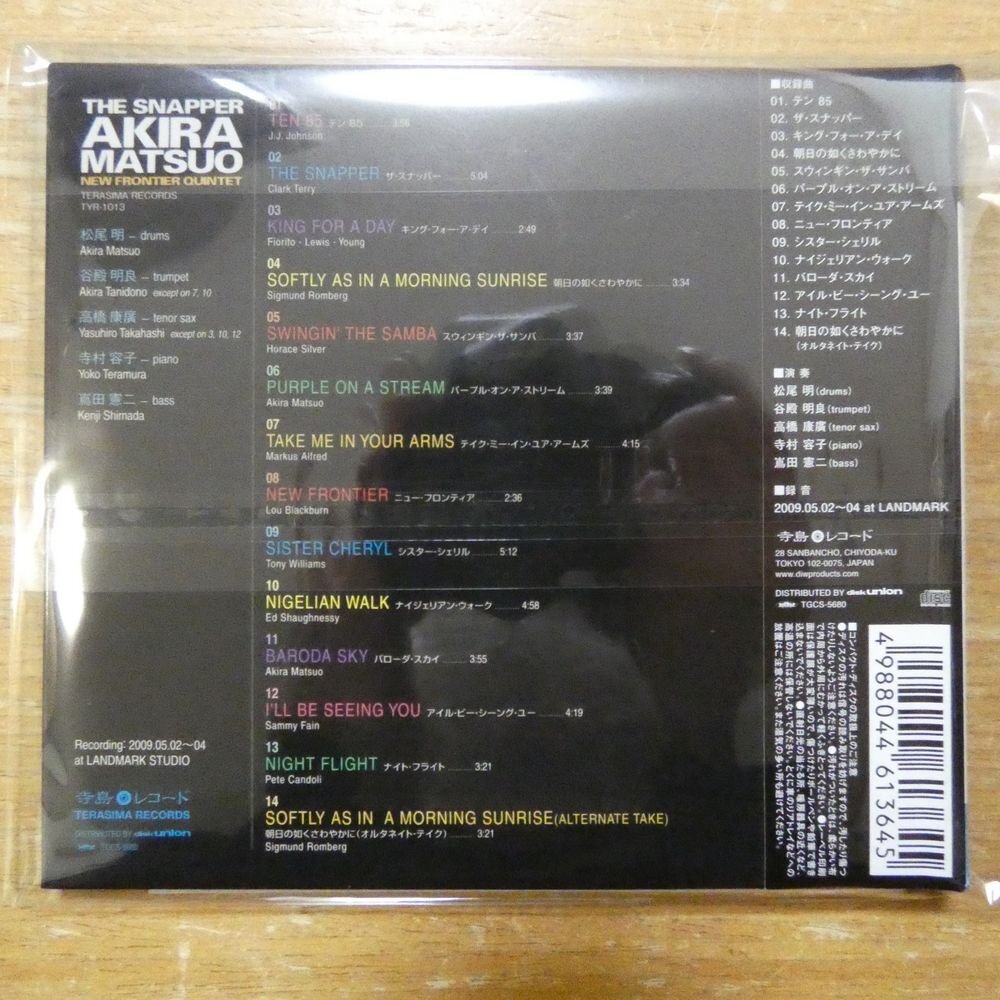 THE SNAPPER
AKIRA
MATSUO
NEW FRONTIER QUINTET
TERASIMA RECORDS
TYR-1013
松尾 明 – drums
Akira Matsuo
谷殿 明良 – trumpet
Akira Tanidono except on 7, 10
高橋 康廣 – tenor sax
Yasuhiro Takahashi except on 3, 10, 12
寺村 容子 – piano
Yoko Teramura
嶌田 憲二 – bass
Kenji Shimada
Recording: 2009.05.02〜04
at LANDMARK STUDIO
寺島レコード
TERASIMA RECORDS
DISTRIBUTED BY diskunion
TGCS-5680
01
TEN 85 テン 85 ........3:56
J.J. Johnson
02
THE SNAPPER ザ・スナッパー ........5:04
Clark Terry
03
KING FOR A DAY キング・フォー・ア・デイ ........2:49
Fiorito - Lewis - Young
04
SOFTLY AS IN A MORNING SUNRISE 朝日の如くさわやかに ........3:34
Sigmund Romberg
05
SWINGIN' THE SAMBA スウィンギン・ザ・サンバ ........3:37
Horace Silver
06
PURPLE ON A STREAM パープル・オン・ア・ストリーム ........3:39
Akira Matsuo
07
TAKE ME IN YOUR ARMS テイク・ミー・イン・ユア・アームズ ........4:15
Markus Alfred
08
NEW FRONTIER ニュー・フロンティア ........2:36
Lou Blackburn
09
SISTER CHERYL シスター・シェリル ........5:12
Tony Williams
10
NIGELIAN WALK ナイジェリアン・ウォーク ........4:58
Ed Shaughnessy
11
BARODA SKY バローダ・スカイ ........3:55
Akira Matsuo
12
I'LL BE SEEING YOU アイル・ビー・シーング・ユー ........4:19
Sammy Fain
13
NIGHT FLIGHT ナイト・フライト ........3:21
Pete Candoli
14
SOFTLY AS IN A MORNING SUNRISE(ALTERNATE TAKE)
朝日の如くさわやかに(オルタネイト・テイク) ........3:21
Sigmund Romberg
■収録曲
01. テン 85
02. ザ・スナッパー
03. キング・フォー・ア・デイ
04. 朝日の如くさわやかに
05. スウィンギン・ザ・サンバ
06. パープル・オン・ア・ストリーム
07. テイク・ミー・イン・ユア・アームズ
08. ニュー・フロンティア
09. シスター・シェリル
10. ナイジェリアン・ウォーク
11. バローダ・スカイ
12. アイル・ビー・シーング・ユー
13. ナイト・フライト
14. 朝日の如くさわやかに
(オルタネイト・テイク)
■演 奏
松尾 明(drums)
谷殿 明良(trumpet)
高橋 康廣(tenor sax)
寺村 容子(piano)
嶌田 憲二(bass)
■録 音
2009.05.02〜04 at LANDMARK
寺島レコード
28 SANBANCHO, CHIYODA-KU
TOKYO 102-0075, JAPAN
www.diwproducts.com
DISTRIBUTED BY diskunion
TGCS-5680
■コンパクト・ディスクの取扱上のご注意
4988044613645